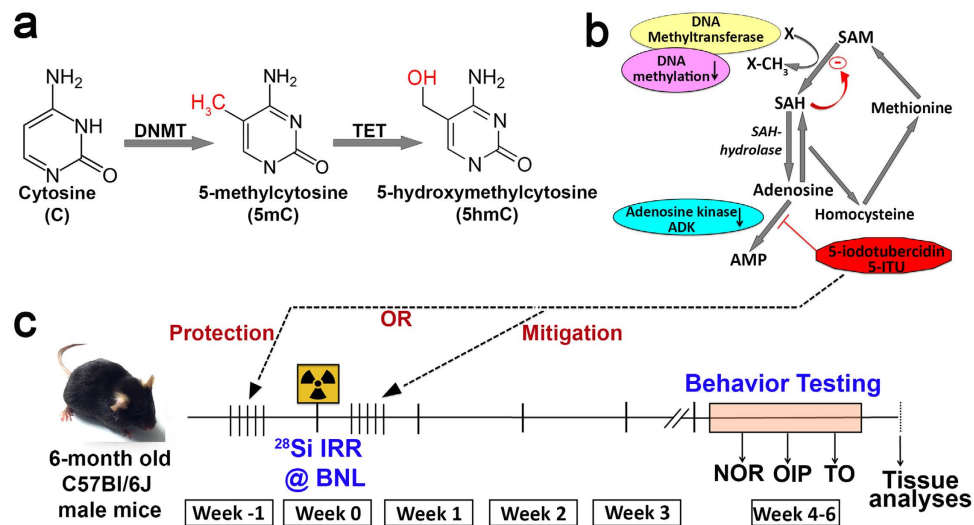 a
NH₂
NH
N
O
Cytosine
(C)
DNMT
NH₂
H₃C
N
N
O
5-methylcytosine
(5mC)
TET
OH
NH₂
N
N
O
5-hydroxymethylcytosine
(5hmC)
b
DNA
Methyltransferase
DNA
methylation
X
X-CH₃
SAM
SAH
Methionine
SAH-
hydrolase
Adenosine
Homocysteine
Adenosine kinase
ADK
AMP
5-iodotubercidin
5-ITU
c
Protection
OR
Mitigation
Behavior Testing
²⁸Si IRR
@ BNL
NOR OIP TO
Tissue
analyses
6-month old
C57Bl/6J
male mice
Week -1 Week 0 Week 1 Week 2 Week 3 Week 4-6